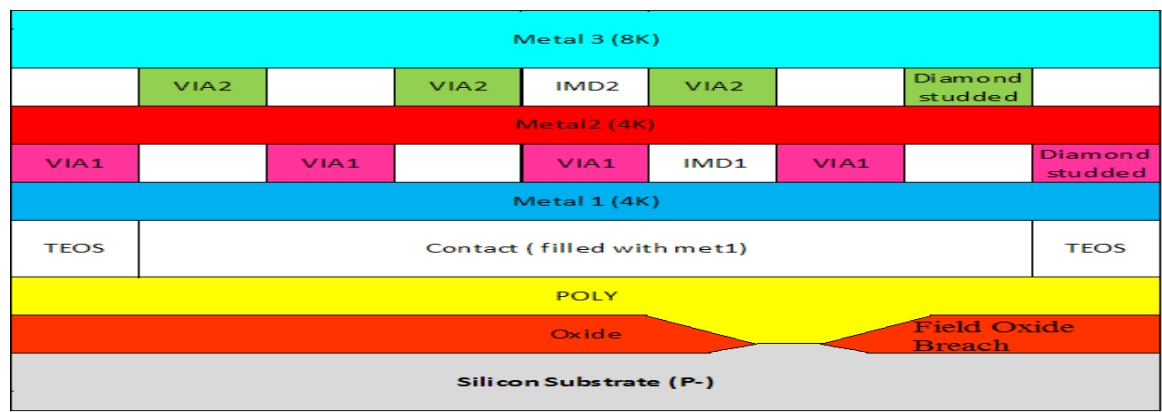 Metal 3 (8K)
VIA2 VIA2 IMD2 VIA2 Diamond
studded
Metal2 (4K)
VIA1 VIA1 VIA1 IMD1 VIA1 Diamond
studded
Metal 1 (4K)
TEOS Contact ( filled with met1) TEOS
POLY
Oxide Field Oxide
Breach
Silicon Substrate (P-)